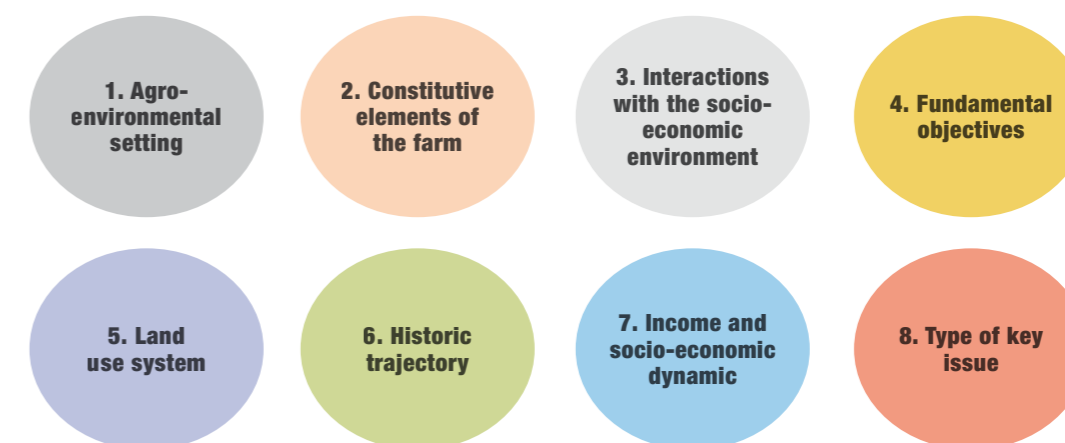 1. Agro-
environmental
setting
2. Constitutive
elements of
the farm
3. Interactions
with the socio-
economic
environment
4. Fundamental
objectives
5. Land
use system
6. Historic
trajectory
7. Income and
socio-economic
dynamic
8. Type of key
issue